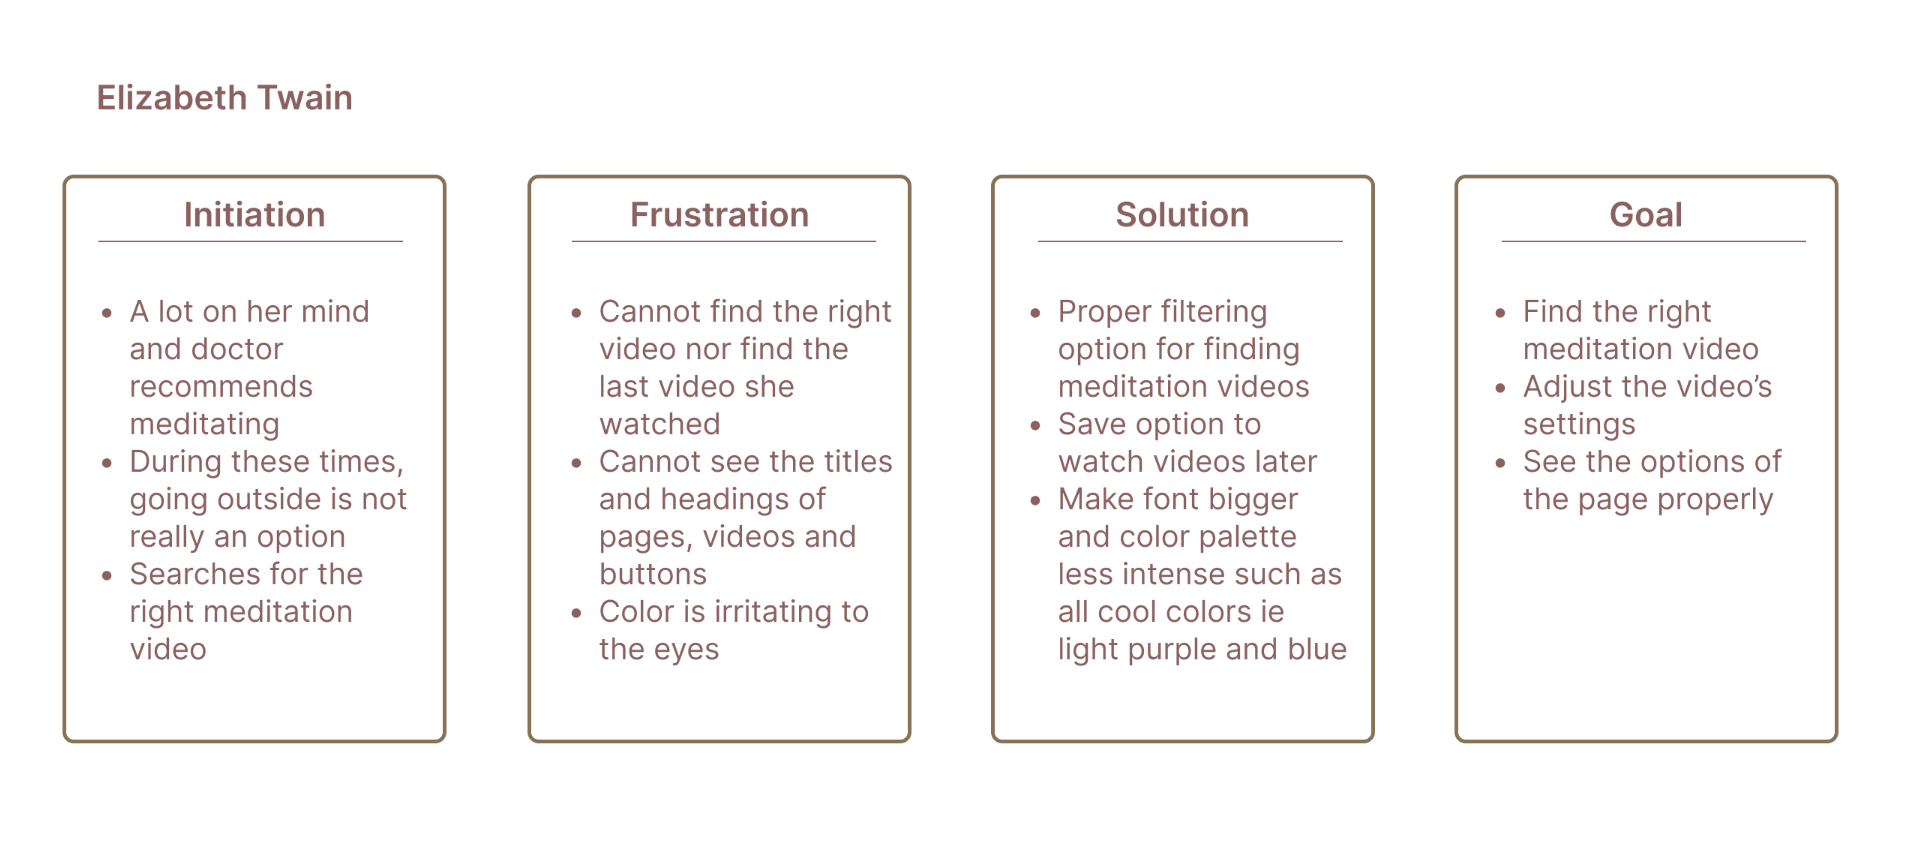 Elizabeth Twain
Initiation
• A lot on her mind
and doctor
recommends
meditating
• During these times,
going outside is not
really an option
• Searches for the
right meditation
video
Frustration
• Cannot find the right
video nor find the
last video she
watched
• Cannot see the titles
and headings of
pages, videos and
buttons
• Color is irritating to
the eyes
Solution
• Proper filtering
option for finding
meditation videos
• Save option to
watch videos later
• Make font bigger
and color palette
less intense such as
all cool colors ie
light purple and blue
Goal
• Find the right
meditation video
• Adjust the video’s
settings
• See the options of
the page properly